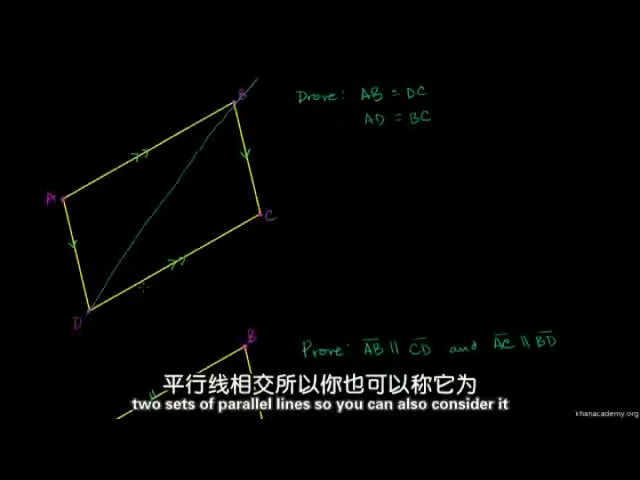 B
Prove: AB = DC
AD = BC
A
C
D
B
Prove: AB || CD and AC || BD
平行线相交所以你也可以称它为
two sets of parallel lines so you can also consider it
khanacademy.org